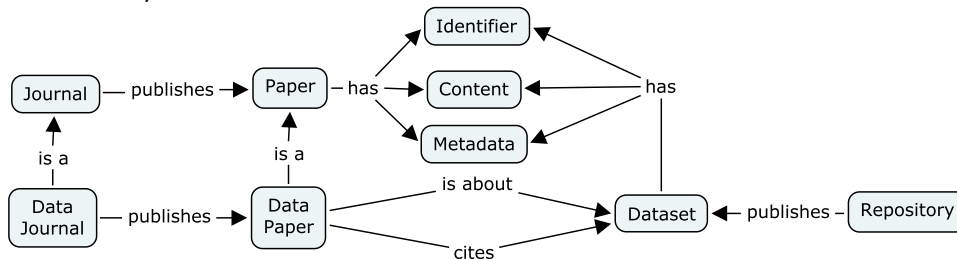 Identifier
Journal
publishes
Paper
has
Content
has
Metadata
is a
is a
is about
Data
Journal
publishes
Data
Paper
Dataset
publishes
Repository
cites